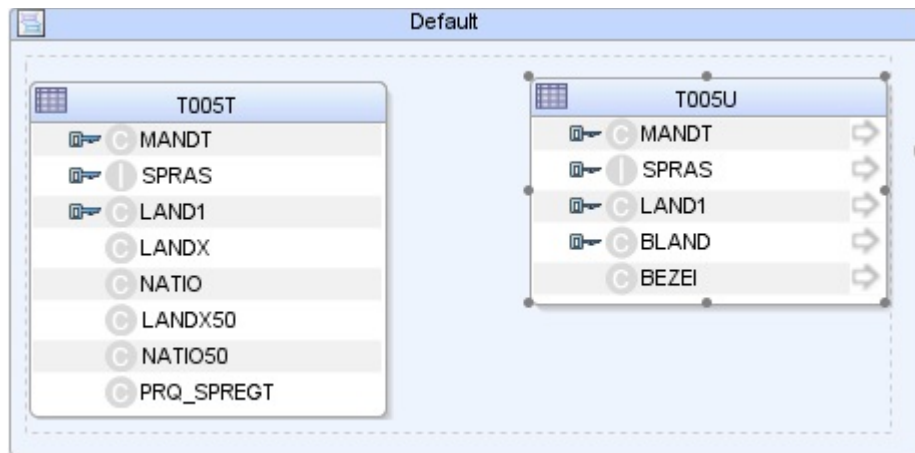 Default
T005T
MANDT
SPRAS
LAND1
LANDX
NATIO
LANDX50
NATIO50
PRQ_SPREGT
T005U
MANDT
SPRAS
LAND1
BLAND
BEZEI